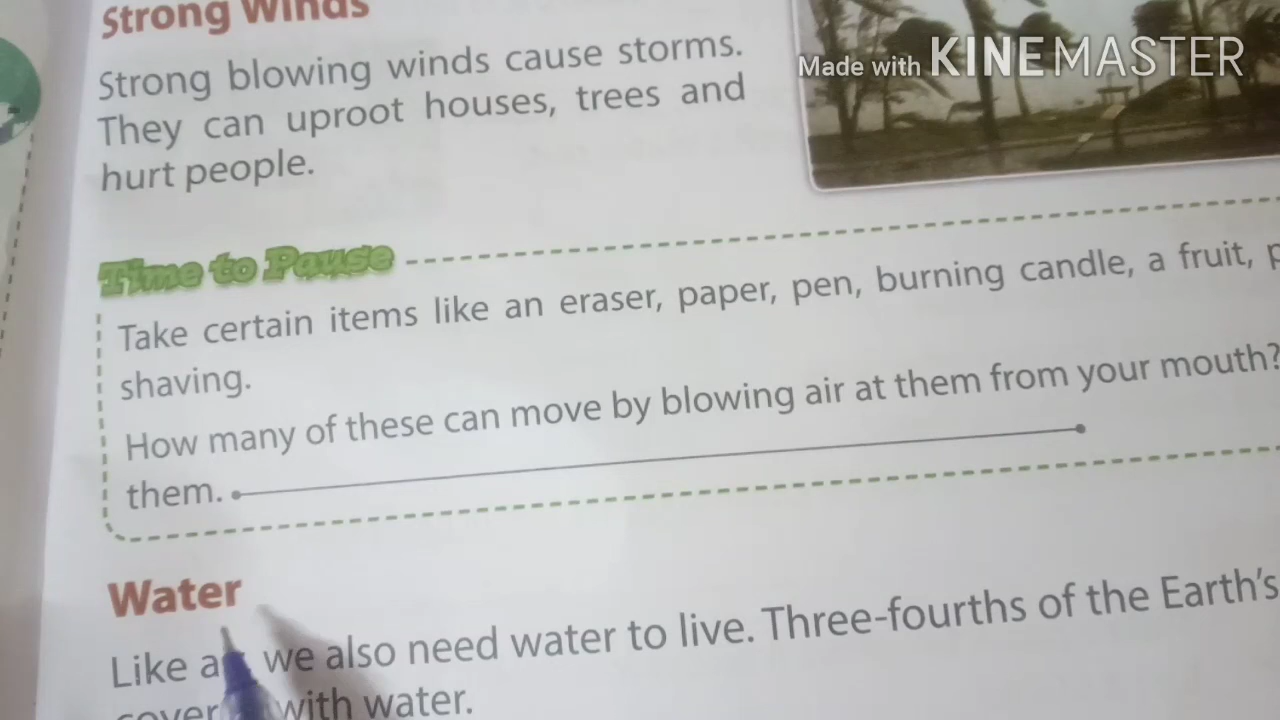 Strong Winds
Made with KINEMASTER
Strong blowing winds cause storms.
They can uproot houses, trees and
hurt people.
Time to Pause
Take certain items like an eraser, paper, pen, burning candle, a fruit,
shaving.
How many of these can move by blowing air at them from your mouth?
them.
Water
Like we also need water to live. Three-fourths of the Earth's
with water.